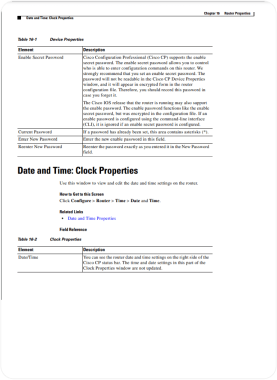 Chapter 16 Router Properties
Date and Time: Clock Properties
Table 16-1 Device Properties
Element Description
Enable Secret Password Cisco Configuration Professional (Cisco CP) supports the enable
secret password. The enable secret password allows you to control
who is able to enter configuration commands on this router. We
strongly recommend that you set an enable secret password. The
password will not be readable in the Cisco CP Device Properties
window, and it will appear in encrypted form in the router
configuration file. Therefore, you should record this password in
case you forget it.
The Cisco IOS release that the router is running may also support
the enable password. The enable password functions like the enable
secret password, but was encrypted in the configuration file. If an
enable password is configured using the command-line interface
(CLI), it is ignored if an enable secret password is configured.
Current Password If a password has already been set, this area contains asterisks (*).
Enter New Password Enter the new enable password in this field.
Reenter New Password Reenter the password exactly as you entered it in the New Password
field.
Date and Time: Clock Properties
Use this window to view and edit the date and time settings on the router.
How to Get to this Screen
Click Configure > Router > Time > Date and Time.
Related Links
• Date and Time Properties
Field Reference
Table 16-2 Clock Properties
Element Description
Date/Time You can see the router date and time settings on the right side of the
Cisco CP status bar. The time and date settings in this part of the
Clock Properties window are not updated.